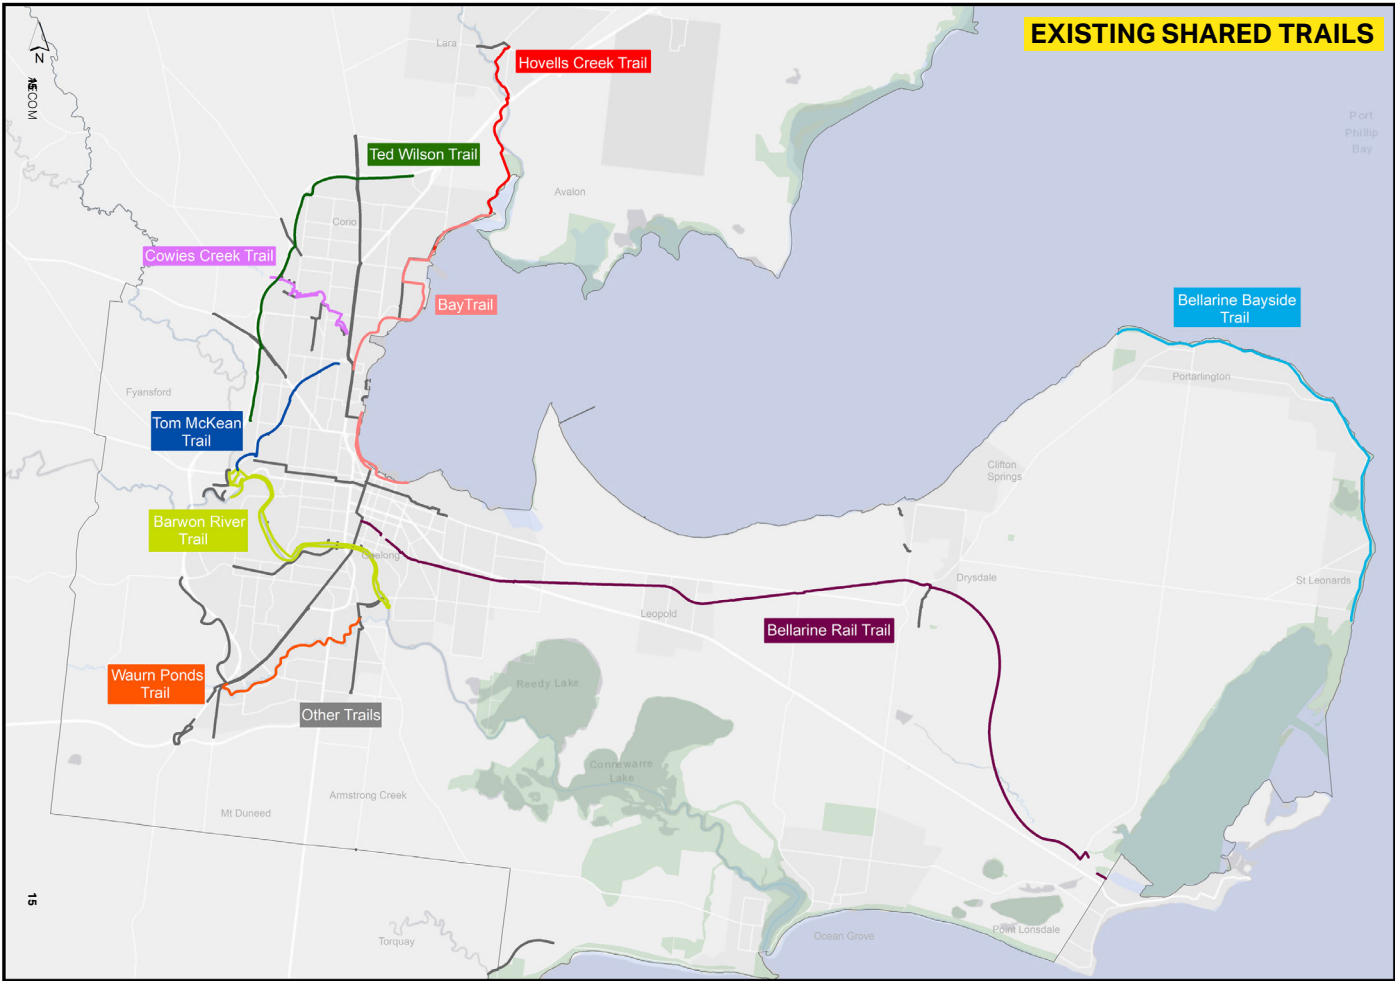 EXISTING SHARED TRAILS
N
AECOM
Lara
Hovells Creek Trail
Port
Phillip
Bay
Ted Wilson Trail
Avalon
Corio
Cowies Creek Trail
BayTrail
Bellarine Bayside
Trail
Portarlington
Fyansford
Tom McKean
Trail
Clifton
Springs
Barwon River
Trail
Geelong
Drysdale
St Leonards
Leopold
Bellarine Rail Trail
Waurn Ponds
Trail
Reedy Lake
Other Trails
Connewarre
Lake
Armstrong Creek
Mt Duneed
15
Point Lonsdale
Ocean Grove
Torquay